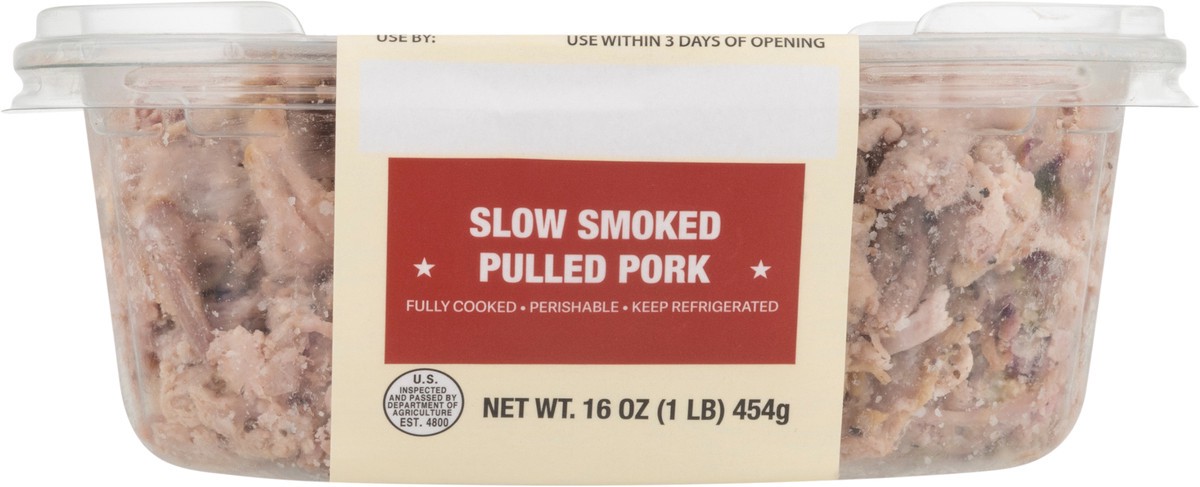 USE BY: USE WITHIN 3 DAYS OF OPENING
SLOW SMOKED
PULLED PORK
FULLY COOKED • PERISHABLE • KEEP REFRIGERATED
U.S.
INSPECTED
AND PASSED BY
DEPARTMENT OF
AGRICULTURE
EST. 4800
NET WT. 16 OZ (1 LB) 454g